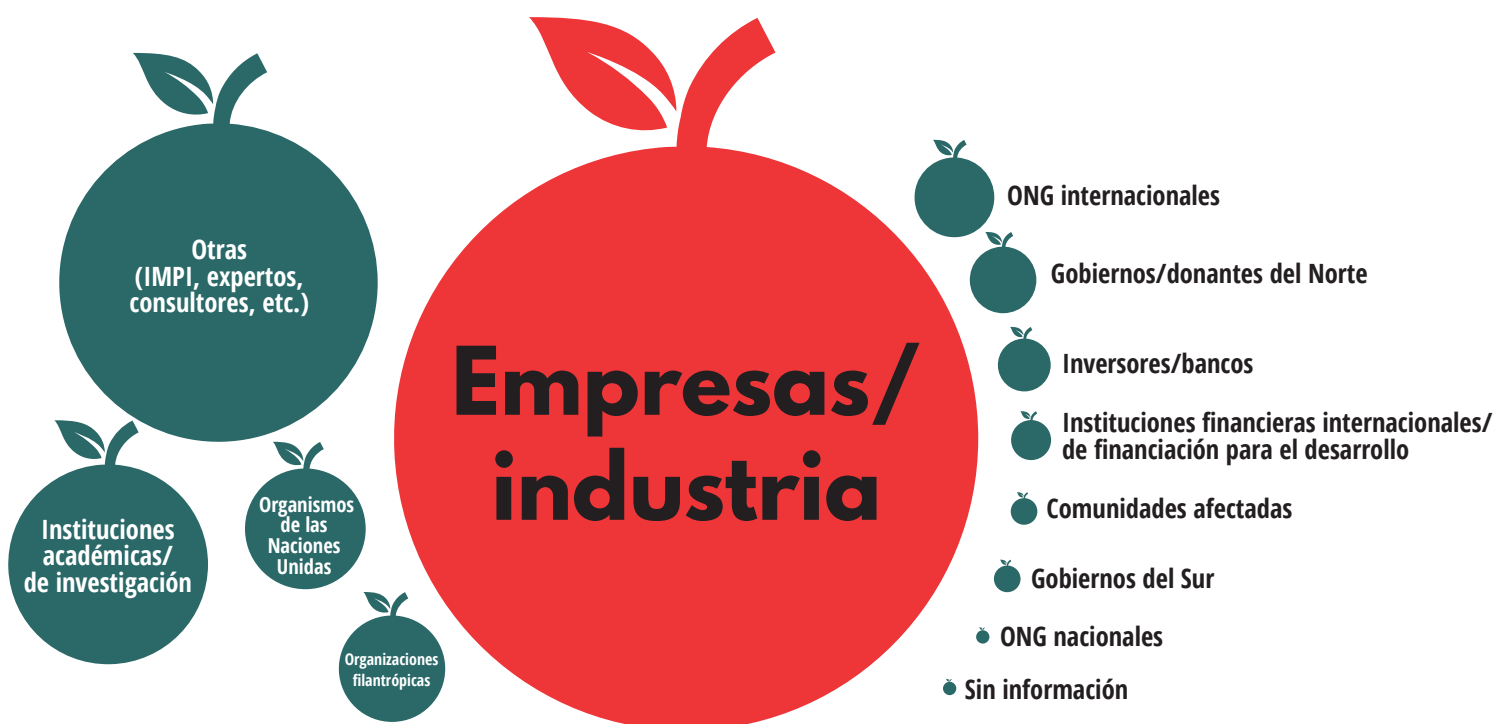 Otras
(IMPI, expertos,
consultores, etc.)
Instituciones
académicas/
de investigación
Organismos
de las
Naciones
Unidas
Organizaciones
filantrópicas
Empresas/
industria
ONG internacionales
Gobiernos/donantes del Norte
Inversores/bancos
Instituciones financieras internacionales/
de financiación para el desarrollo
Comunidades afectadas
Gobiernos del Sur
ONG nacionales
Sin información